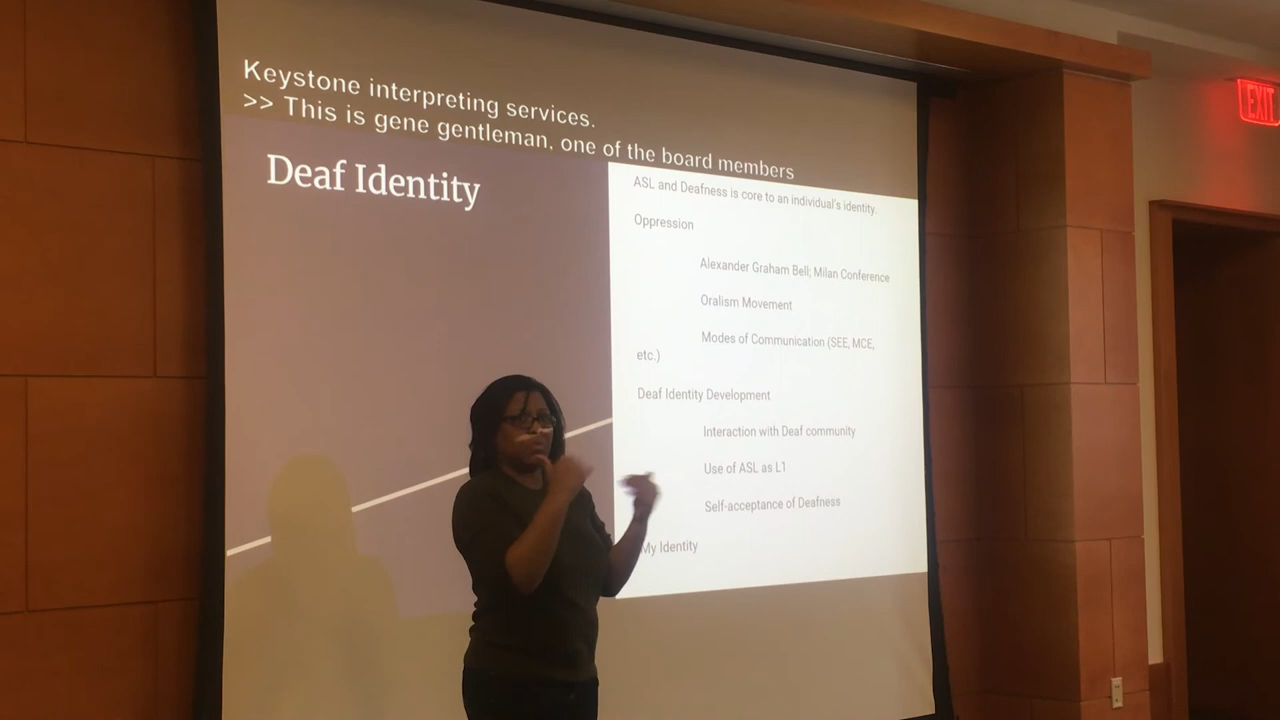 Keystone interpreting services.
>> This is gene gentleman, one of the board members
Deaf Identity
ASL and Deafness is core to an individual's identity.
Oppression
Alexander Graham Bell; Milan Conference
Oralism Movement
Modes of Communication (SEE, MCE,
etc.)
Deaf Identity Development
Interaction with Deaf community
Use of ASL as L1
Self-acceptance of Deafness
My Identity
EXIT